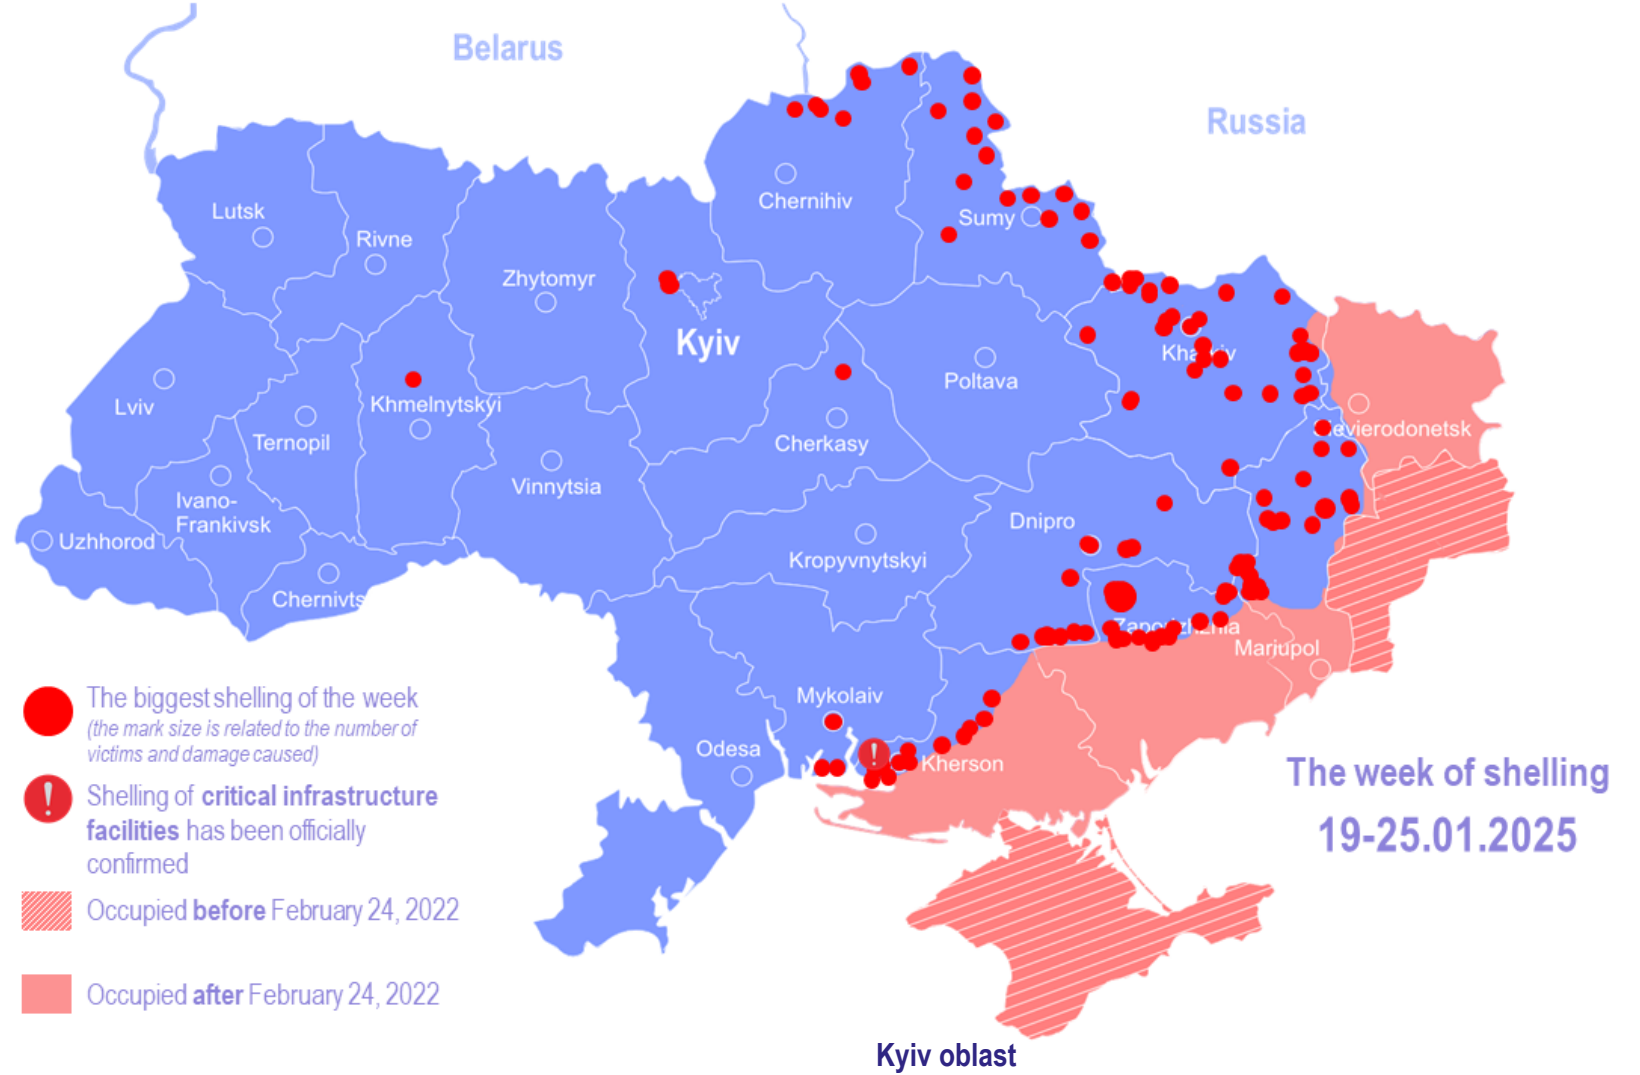 Belarus
Russia
Chernihiv
Lutsk
Sumy
Rivne
Zhytomyr
Kyiv
Poltava
Lviv
Khmelnytskyi
Ternopil
Cherkasy
Vinnytsia
Ivano-
Frankivsk
Dnipro
Uzhhorod
Kropyvnytskyi
Chernivts
Mariupol
Mykolaiv
Odesa
Kherson
The biggest shelling of the week
(the mark size is related to the number of
victims and damage caused)
! Shelling of critical infrastructure
facilities has been officially
confirmed
Occupied before February 24, 2022
Occupied after February 24, 2022
The week of shelling
19-25.01.2025
Kyiv oblast